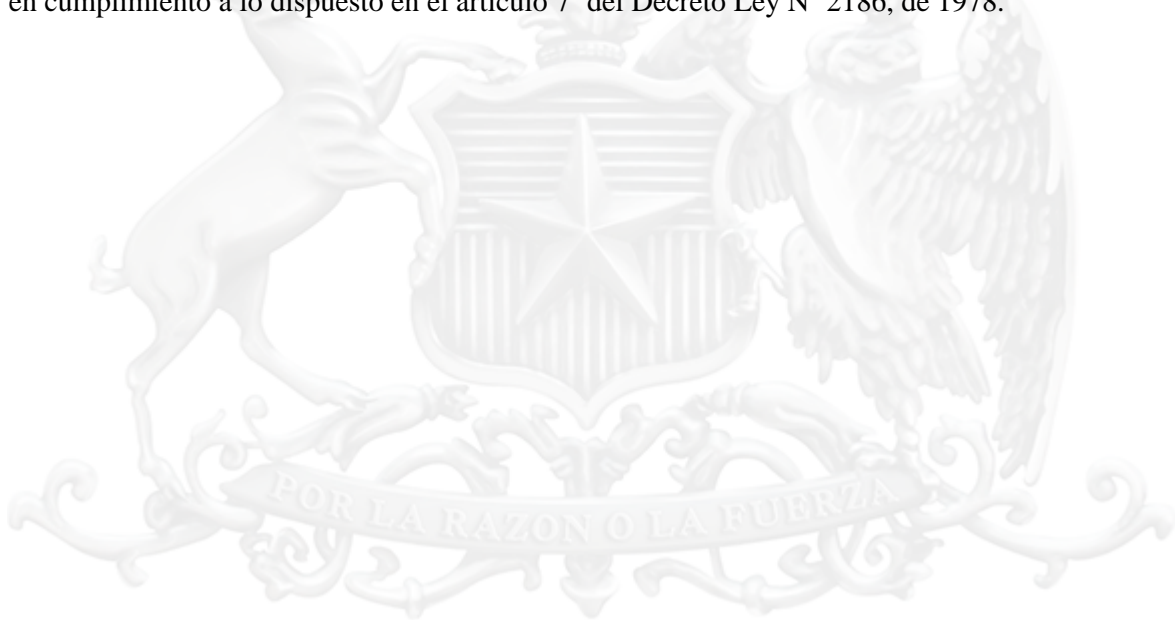 en cumplimiento a lo dispuesto en el artículo 7° del Decreto Ley N° 2186, de 1978.
POR LA RAZON O LA FUERZA